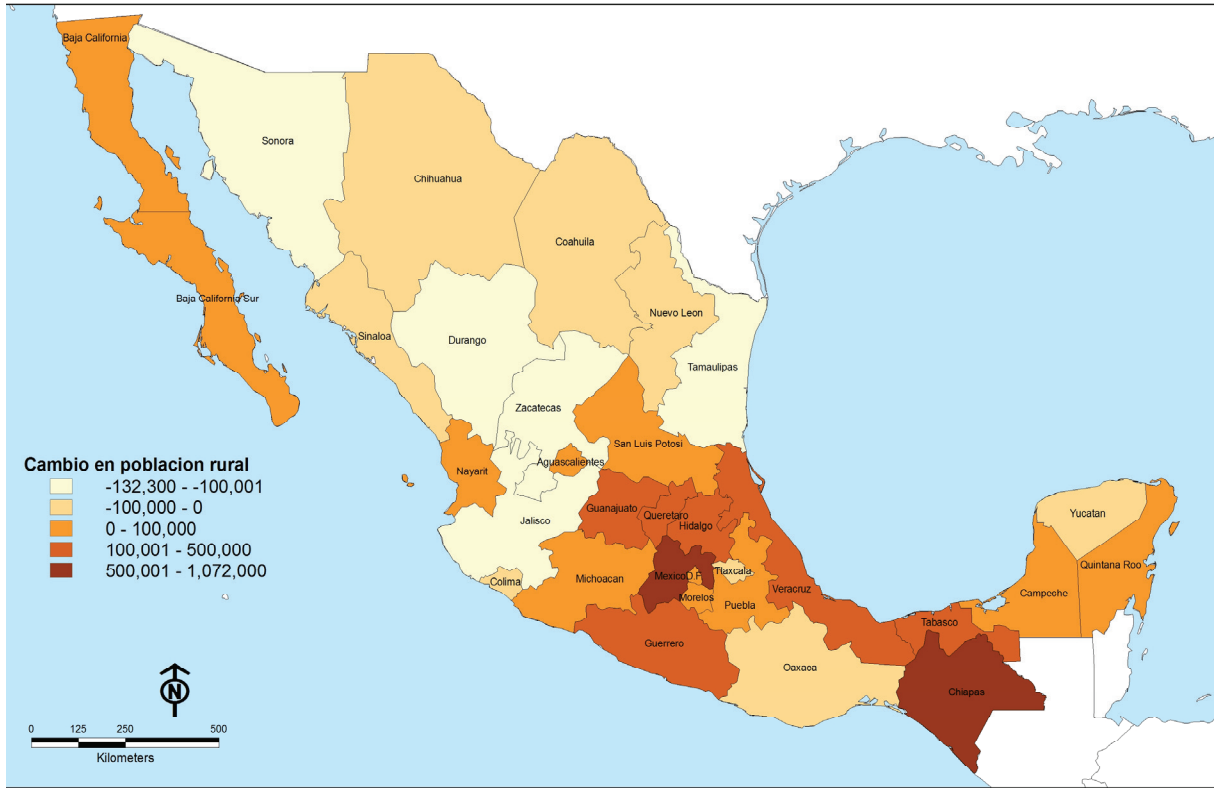 Baja California
Sonora
Chihuahua
Coahuila
Baja California Sur
Nuevo Leon
Sinaloa
Durango
Tamaulipas
Zacatecas
San Luis Potosi
Aguascalientes
Nayarit
Guanajuato
Queretaro
Hidalgo
Yucatan
Jalisco
Quintana Roo
Mexico
D.F.
Tlaxcala
Michoacan
Colima
Veracruz
Campeche
Morelos
Puebla
Tabasco
Guerrero
Oaxaca
Chiapas
Cambio en poblacion rural
-132,300 - -100,001
-100,000 - 0
0 - 100,000
100,001 - 500,000
500,001 - 1,072,000
N
0 125 250 500
Kilometers